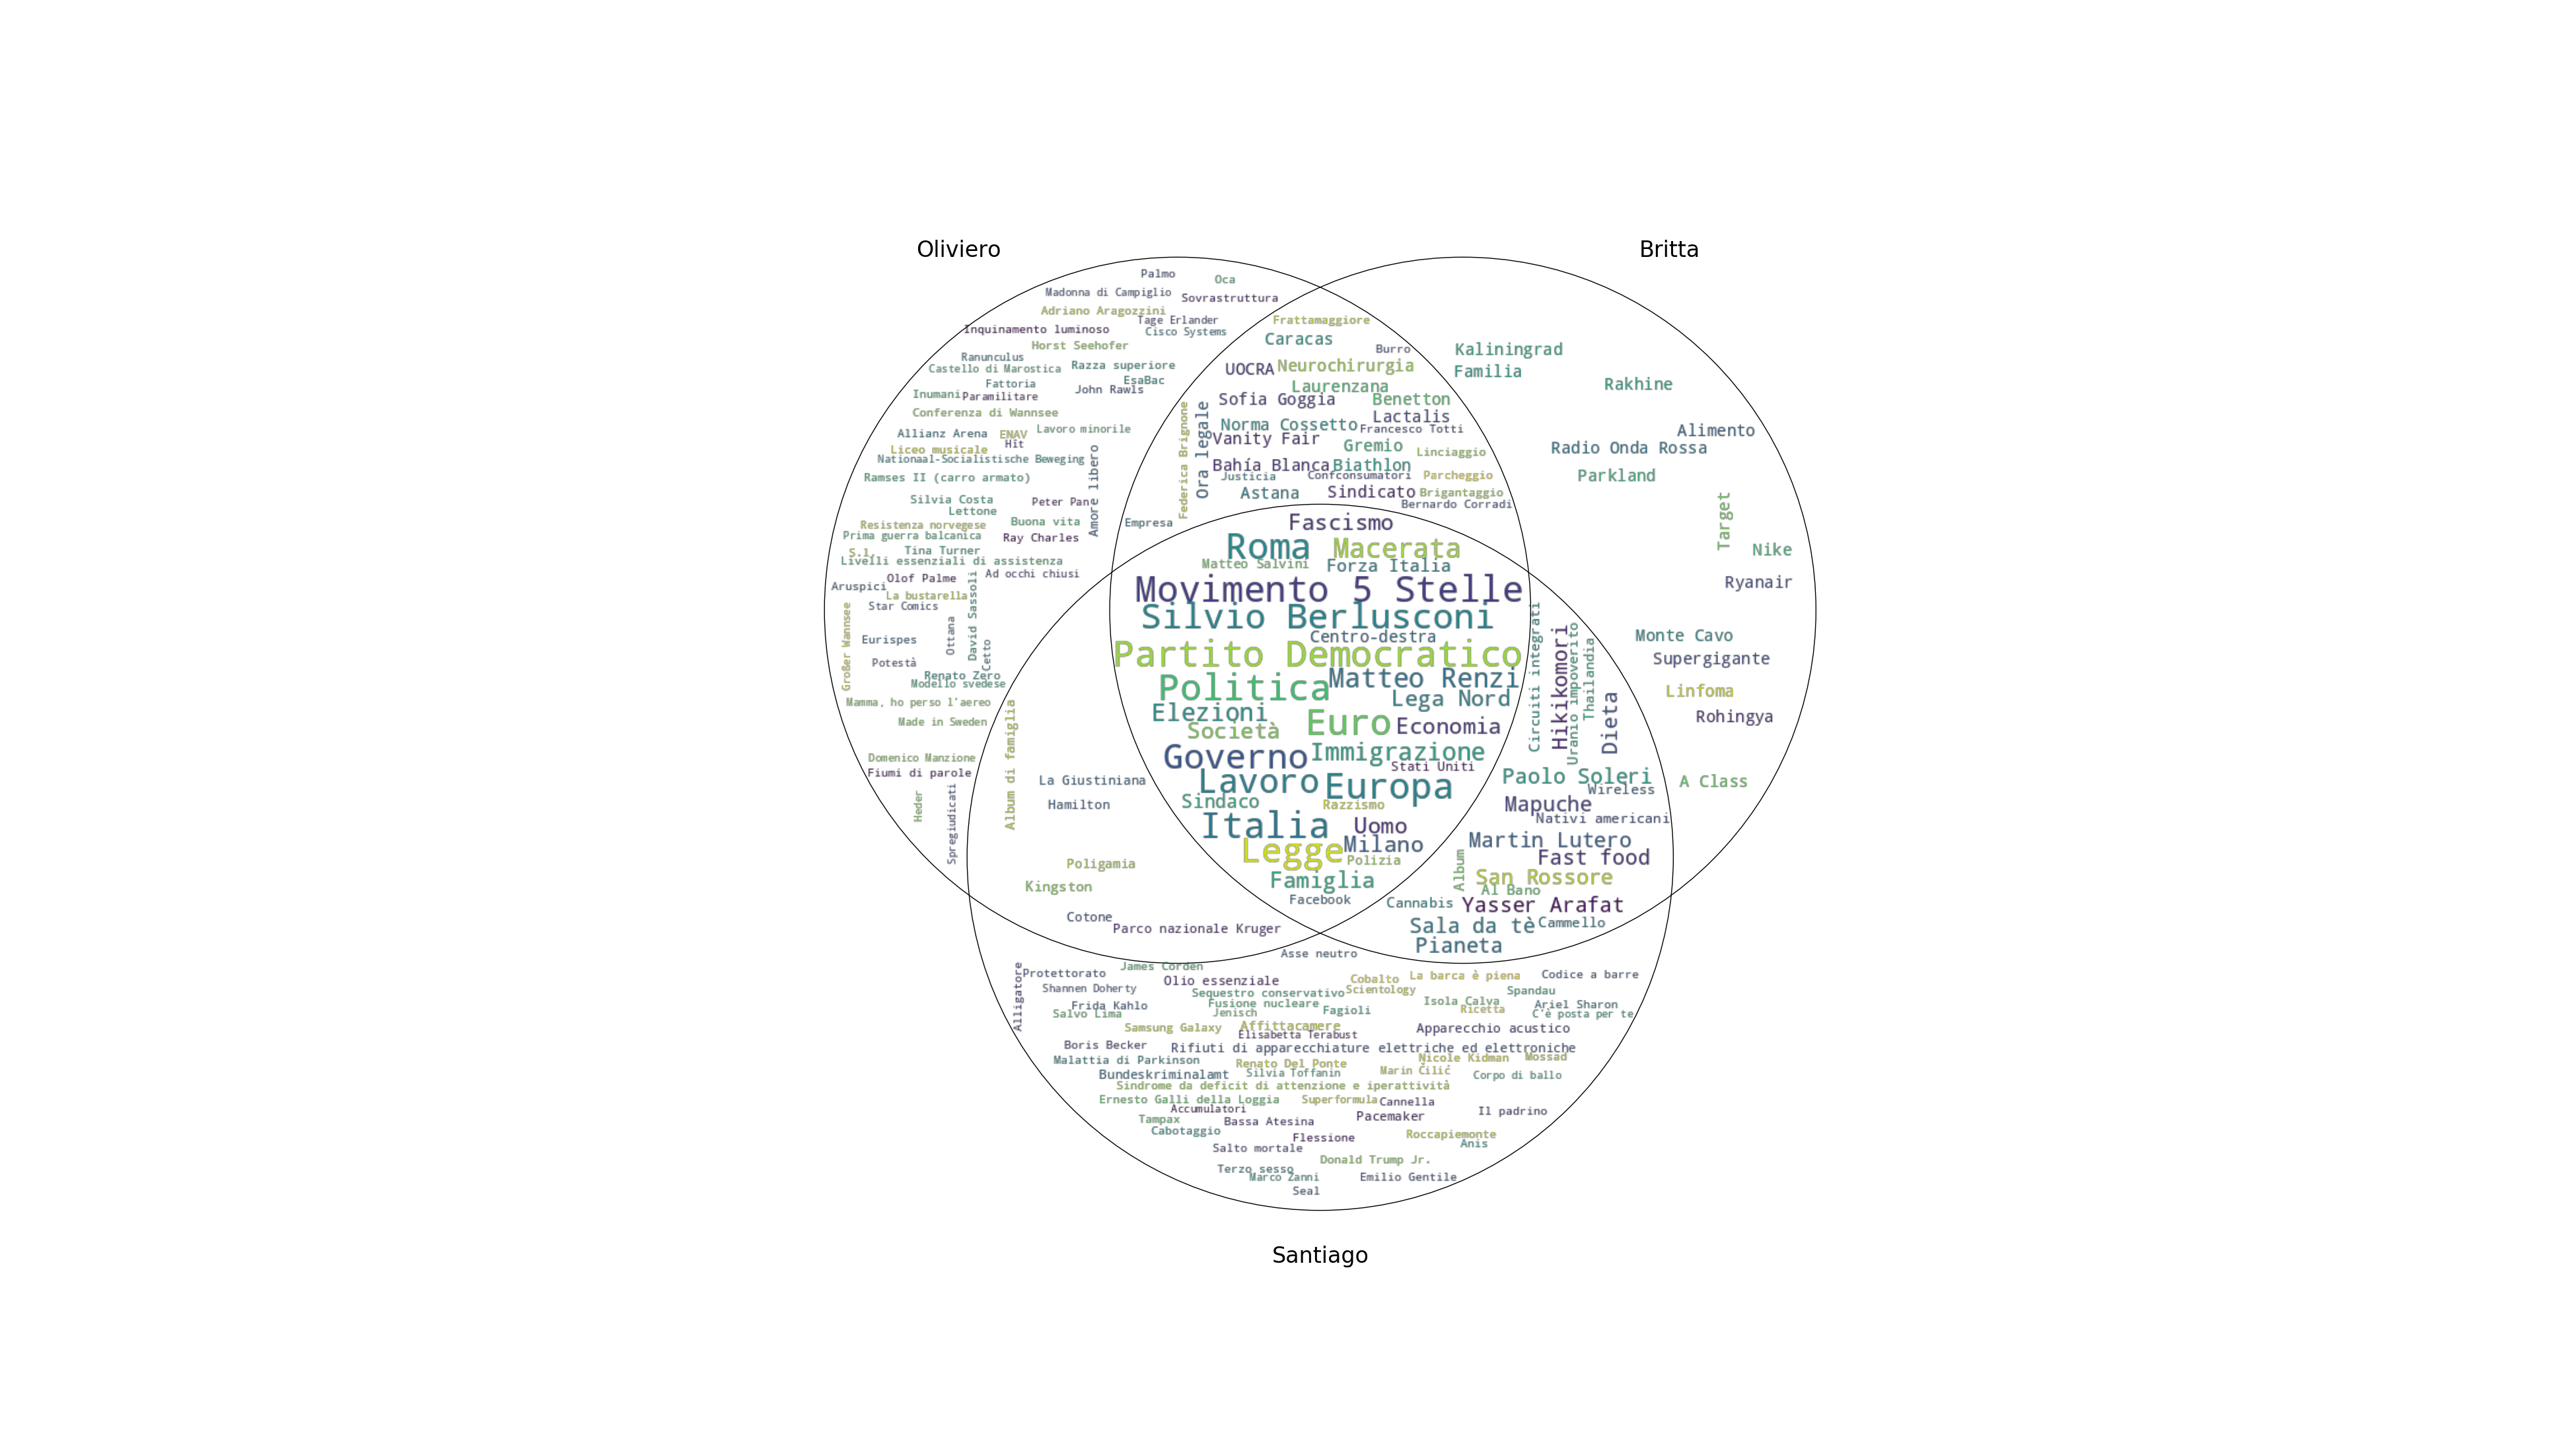 Oliviero
Britta
Palmo
Oca
Madonna di Campiglio
Sovrastruttura
Adriano Aragozzini
Tage Erlander
Inquinamento luminoso
Cisco Systems
Horst Seehofer
Ranunculus
Castello di Marostica
Razza superiore
Fattoria
EsaBac
Inumani
Paramilitare
John Rawls
Conferenza di Wannsee
Allianz Arena
ENAV
Lavoro minorile
Hit
Liceo musicale
Nationaal-Socialistische Beweging
Ramses II (carro armato)
Amore libero
Silvia Costa
Peter Pan
Lettone
Resistenza norvegese
Buona vita
Prima guerra balcanica
Ray Charles
S.l.
Tina Turner
Livelli essenziali di assistenza
Aruspici
Olof Palme
Ad occhi chiusi
La bustarella
Star Comics
David Sassoli
Großer Wannsee
Eurispes
Ottana
Cetto
Potestà
Renato Zero
Modello svedese
Mamma, ho perso l'aereo
Made in Sweden
Domenico Manzione
Fiumi di parole
Heder
Spregiudicati
Frattamaggiore
Caracas
Burro
UOCRA
Neurochirurgia
Laurenzana
Sofia Goggia
Benetton
Federica Brignone
Ora legale
Lactalis
Norma Cossetto
Francesco Totti
Vanity Fair
Gremio
Linciaggio
Bahía Blanca
Biathlon
Justicia
Confconsumatori
Parcheggio
Astana
Sindicato
Brigantaggio
Bernardo Corradi
Empresa
Kaliningrad
Familia
Rakhine
Alimento
Radio Onda Rossa
Parkland
Target
Nike
Ryanair
Monte Cavo
Supergigante
Linfoma
Rohingya
A Class
Fascismo
Roma
Macerata
Matteo Salvini
Forza Italia
Movimento 5 Stelle
Silvio Berlusconi
Centro-destra
Partito Democratico
Matteo Renzi
Politica
Lega Nord
Elezioni
Euro
Economia
Società
Governo
Immigrazione
Stati Uniti
Lavoro
Europa
Sindaco
Razzismo
Italia
Uomo
Legge
Milano
Polizia
Famiglia
Facebook
Circuiti integrati
Hikikomori
Uranio impoverito
Thailandia
Dieta
Paolo Soleri
Wireless
Mapuche
Nativi americani
Martin Lutero
Fast food
Album
San Rossore
Al Bano
Cannabis
Yasser Arafat
Sala da tè
Cammello
Pianeta
Album di famiglia
La Giustiniana
Hamilton
Poligamia
Kingston
Cotone
Parco nazionale Kruger
Asse neutro
Alligatore
Protettorato
James Corden
Olio essenziale
Cobalto
La barca è piena
Codice a barre
Shannen Doherty
Sequestro conservativo
Scientology
Spandau
Frida Kahlo
Fusione nucleare
Isola Calva
Ariel Sharon
Salvo Lima
Jenisch
Fagioli
Ricetta
C'è posta per te
Samsung Galaxy
Affittacamere
Apparecchio acustico
Elisabetta Terabust
Boris Becker
Rifiuti di apparecchiature elettriche ed elettroniche
Malattia di Parkinson
Renato Del Ponte
Nicole Kidman
Mossad
Bundeskriminalamt
Silvia Toffanin
Marin Čilić
Corpo di ballo
Sindrome da deficit di attenzione e iperattività
Ernesto Galli della Loggia
Superformula
Cannella
Accumulatori
Pacemaker
Il padrino
Tampax
Bassa Atesina
Cabotaggio
Flessione
Roccapiemonte
Salto mortale
Anis
Donald Trump Jr.
Terzo sesso
Marco Zanni
Emilio Gentile
Seal
Santiago